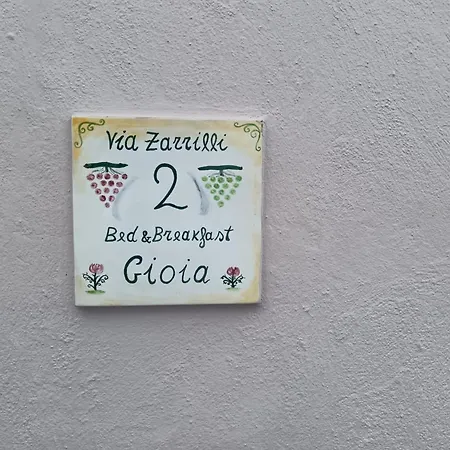 Via Zarrilli
2
Bed & Breakfast
Gioia